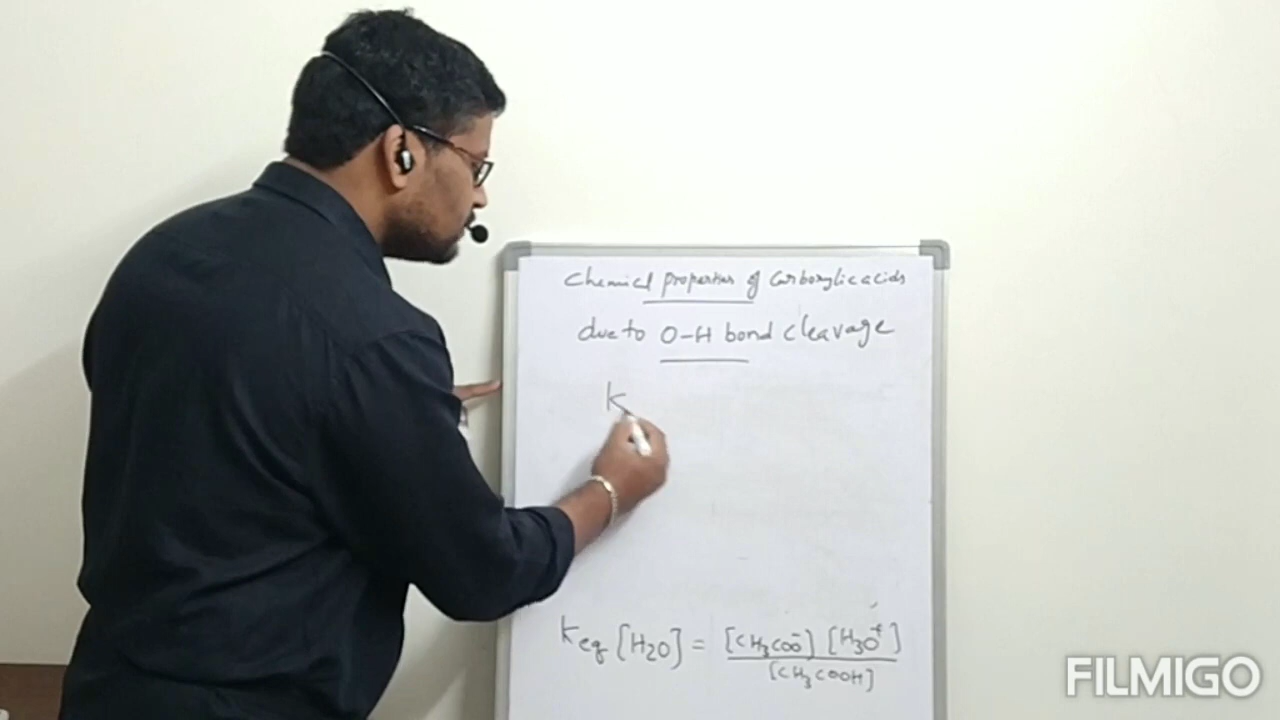 Chemical properties of Carboxylic acids
due to O-H bond cleavage
K
Keq [H2O] = [CH3COO⁻] [H3O⁺] / [CH3COOH]
FILMIGO